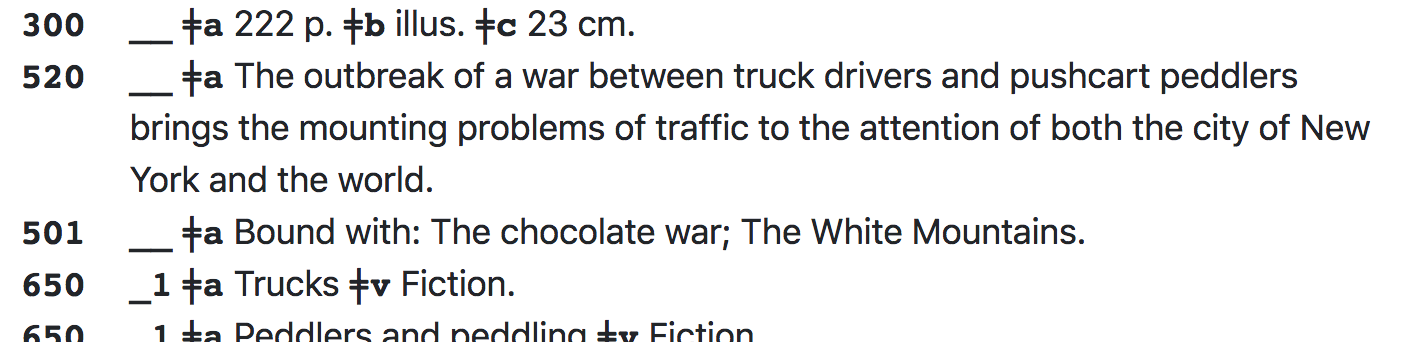 300 __ ǂa 222 p. ǂb illus. ǂc 23 cm.
520 __ ǂa The outbreak of a war between truck drivers and pushcart peddlers
brings the mounting problems of traffic to the attention of both the city of New
York and the world.
501 __ ǂa Bound with: The chocolate war; The White Mountains.
650 _1 ǂa Trucks ǂv Fiction.
650 _1 ǂa Peddlers and peddling ǂv Fiction